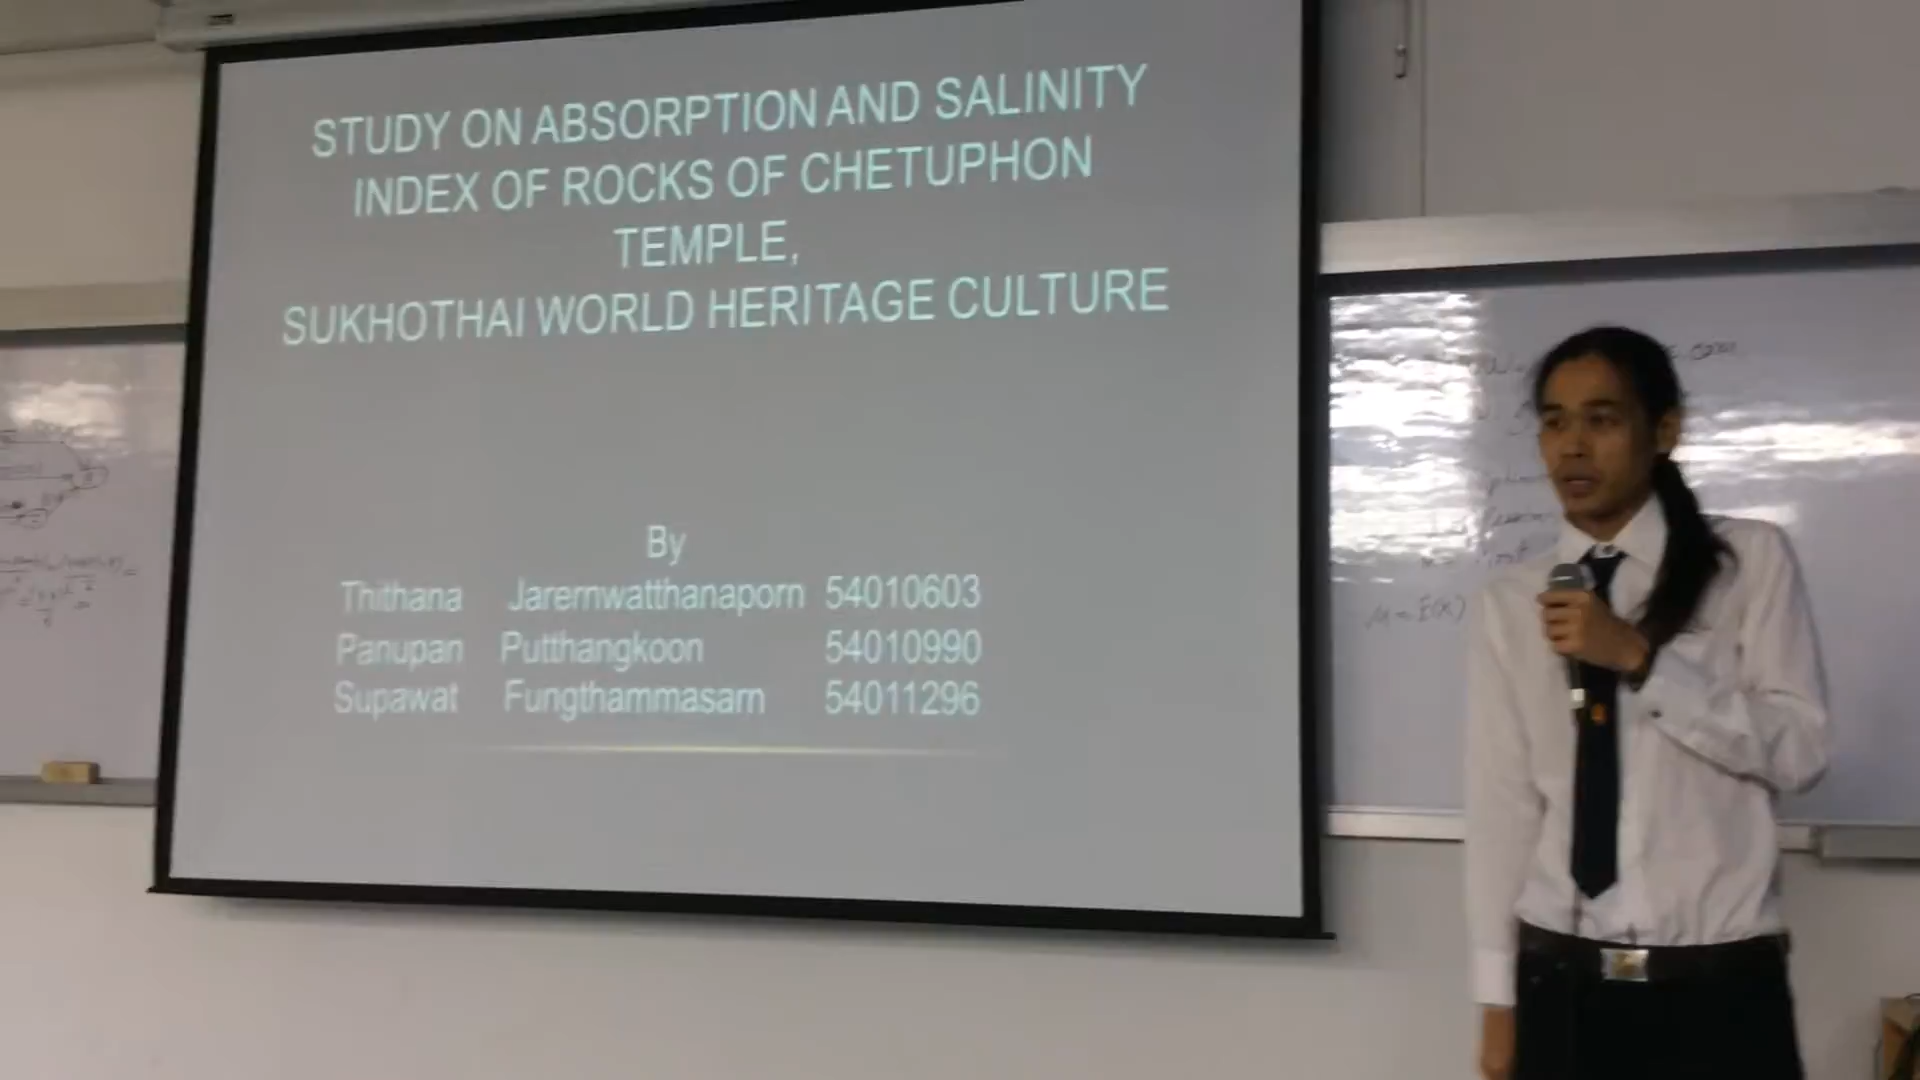 STUDY ON ABSORPTION AND SALINITY
INDEX OF ROCKS OF CHETUPHON
TEMPLE,
SUKHOTHAI WORLD HERITAGE CULTURE
By
Thithana Jarernwatthanaporn 54010603
Panupan Putthangkoon 54010990
Supawat Fungthammasarn 54011296
M = E(X)